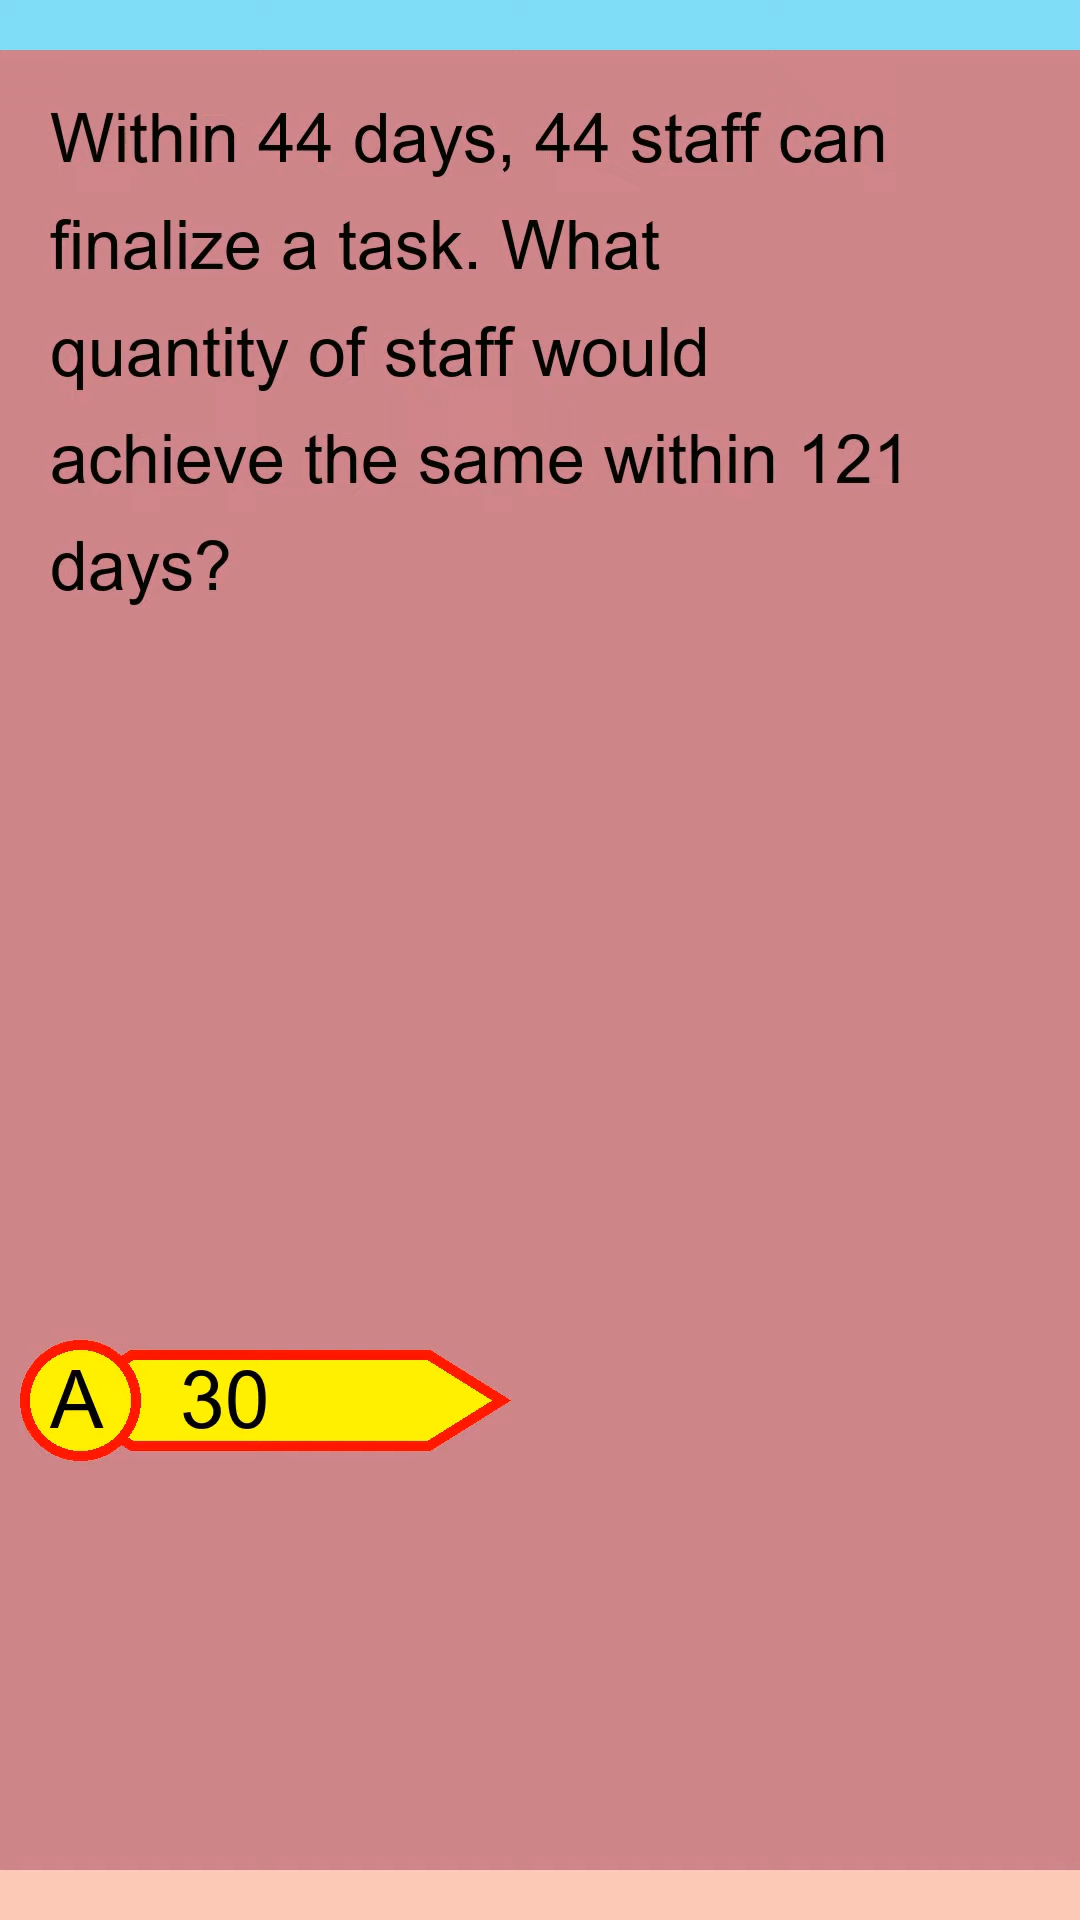 Within 44 days, 44 staff can
finalize a task. What
quantity of staff would
achieve the same within 121
days?
A 30